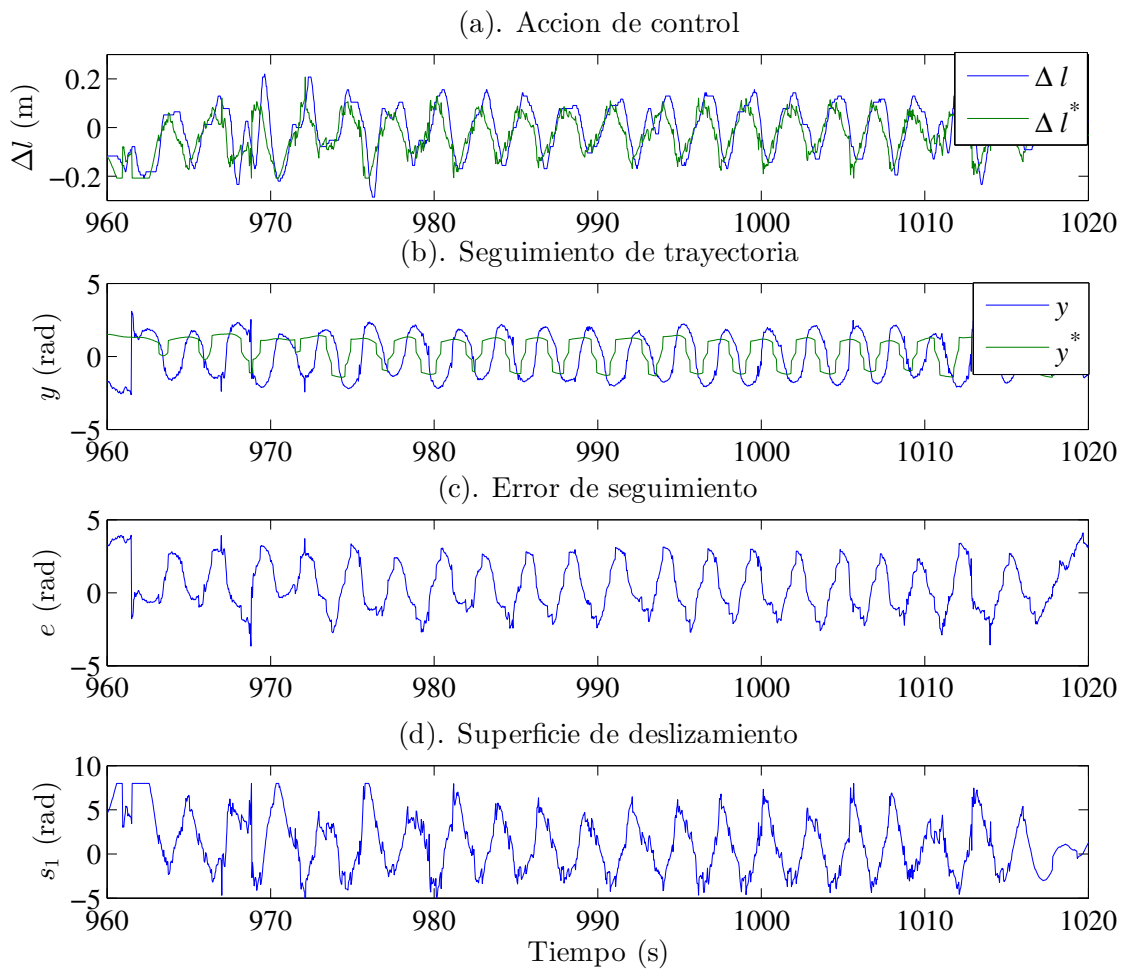 (a). Accion de control
Δl (m)
0.2
0
−0.2
Δl
Δl*
960 970 980 990 1000 1010 1020
(b). Seguimiento de trayectoria
y (rad)
5
0
−5
y
y*
960 970 980 990 1000 1010 1020
(c). Error de seguimiento
e (rad)
5
0
−5
960 970 980 990 1000 1010 1020
(d). Superficie de deslizamiento
s₁ (rad)
10
5
0
−5
960 970 980 990 1000 1010 1020
Tiempo (s)